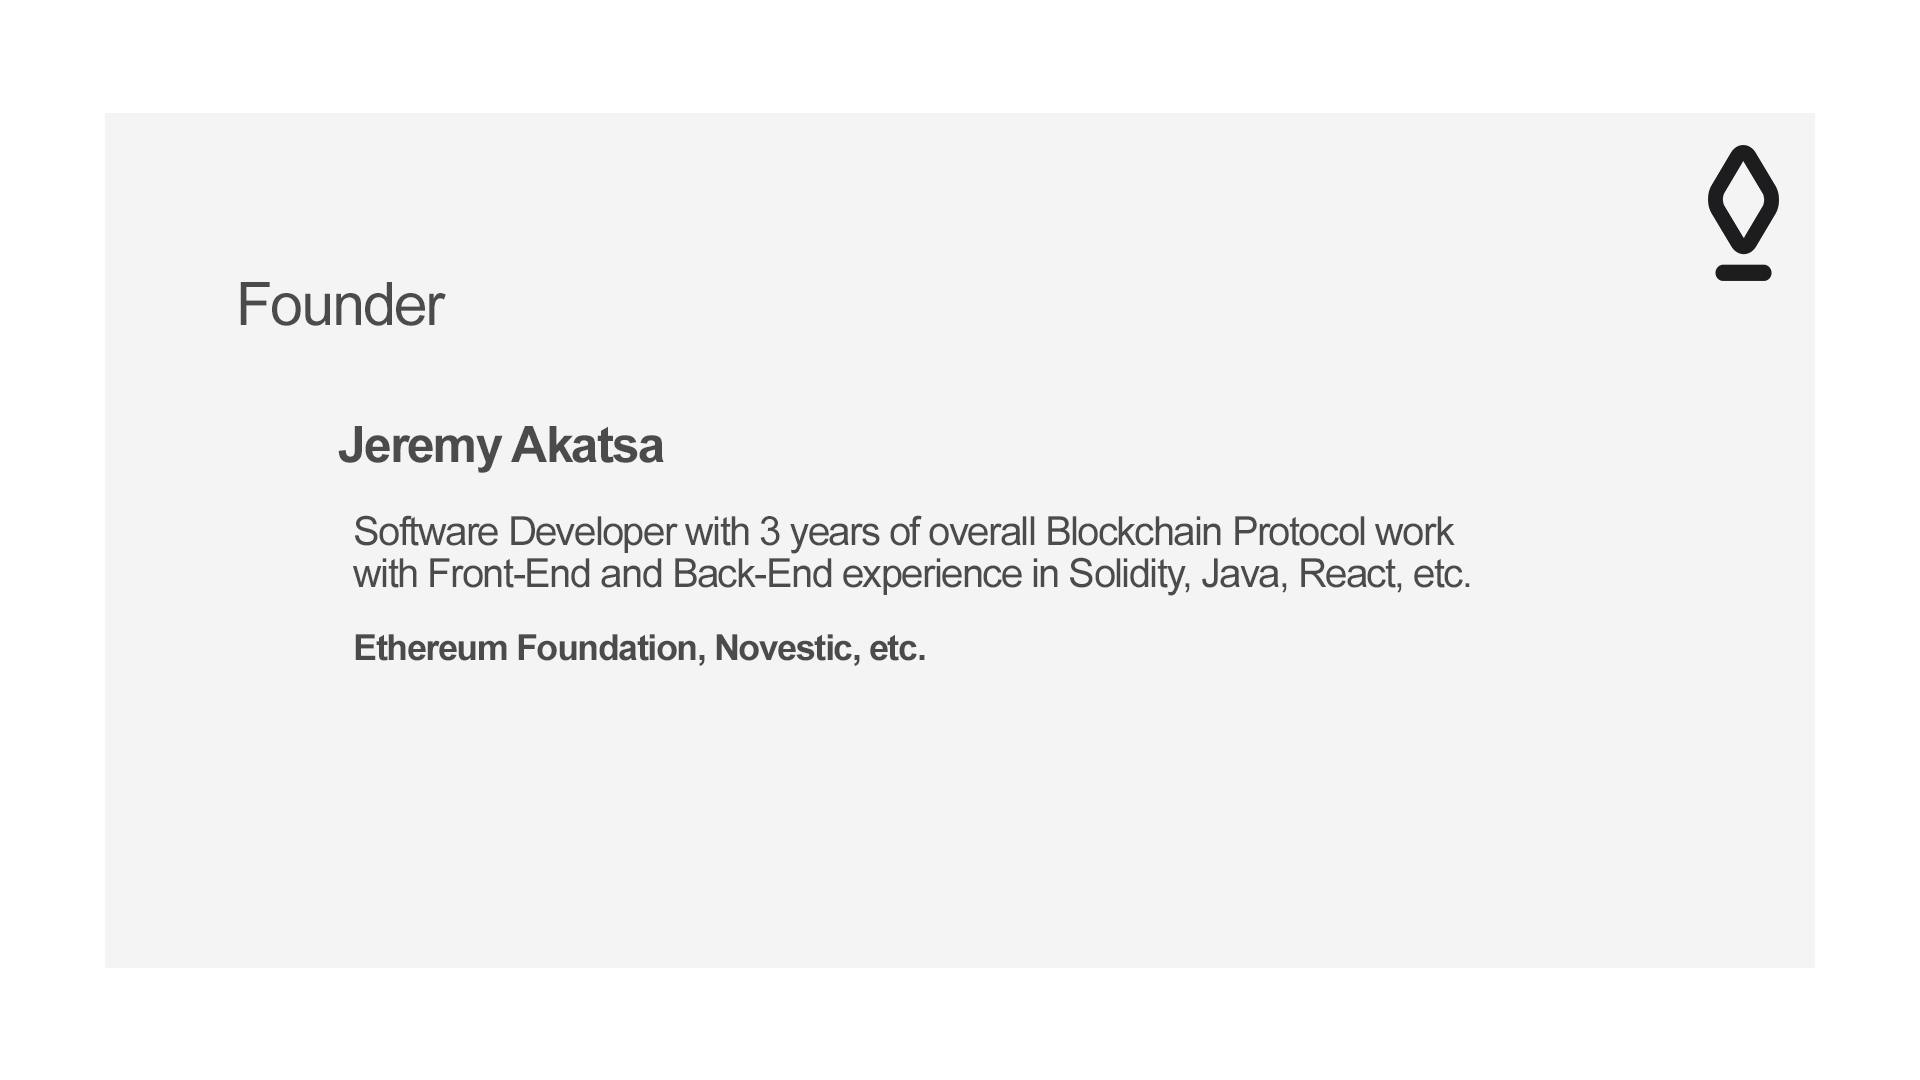 Founder
Jeremy Akatsa
Software Developer with 3 years of overall Blockchain Protocol work
with Front-End and Back-End experience in Solidity, Java, React, etc.
Ethereum Foundation, Novestic, etc.